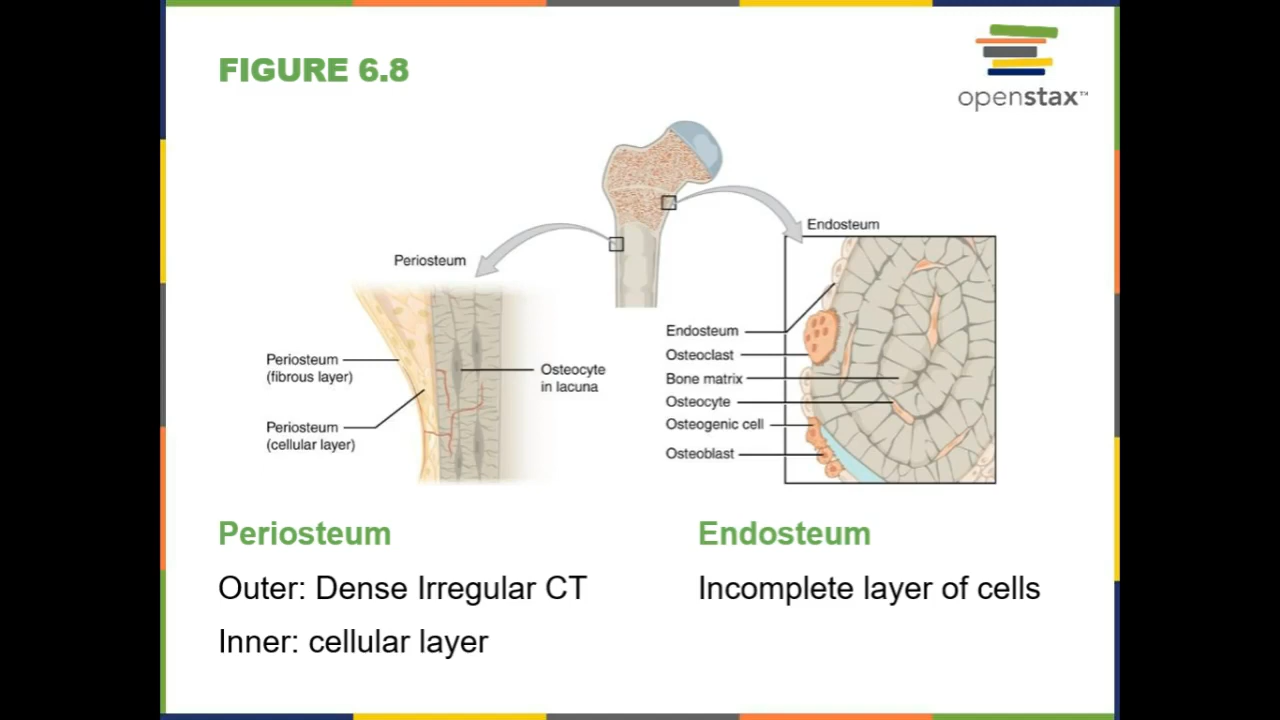 FIGURE 6.8
openstax™
Endosteum
Periosteum
Periosteum
(fibrous layer)
Periosteum
(cellular layer)
Osteocyte
in lacuna
Endosteum
Osteoclast
Bone matrix
Osteocyte
Osteogenic cell
Osteoblast
Periosteum
Outer: Dense Irregular CT
Inner: cellular layer
Endosteum
Incomplete layer of cells